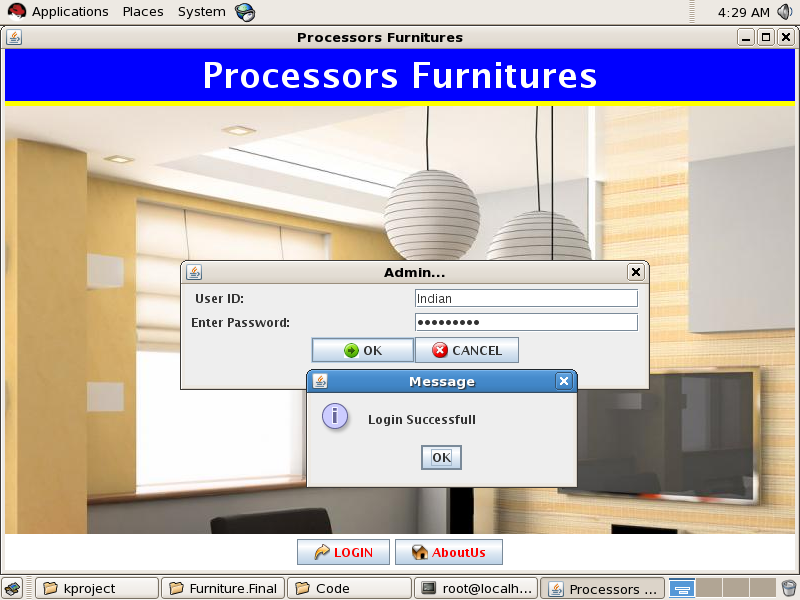 Applications Places System 4:29 AM
Processors Furnitures
Processors Furnitures
Admin...
User ID: Indian
Enter Password: •••••••••
OK CANCEL
Message
i
Login Successfull
OK
LOGIN AboutUs
kproject Furniture.Final Code root@localh... Processors ...